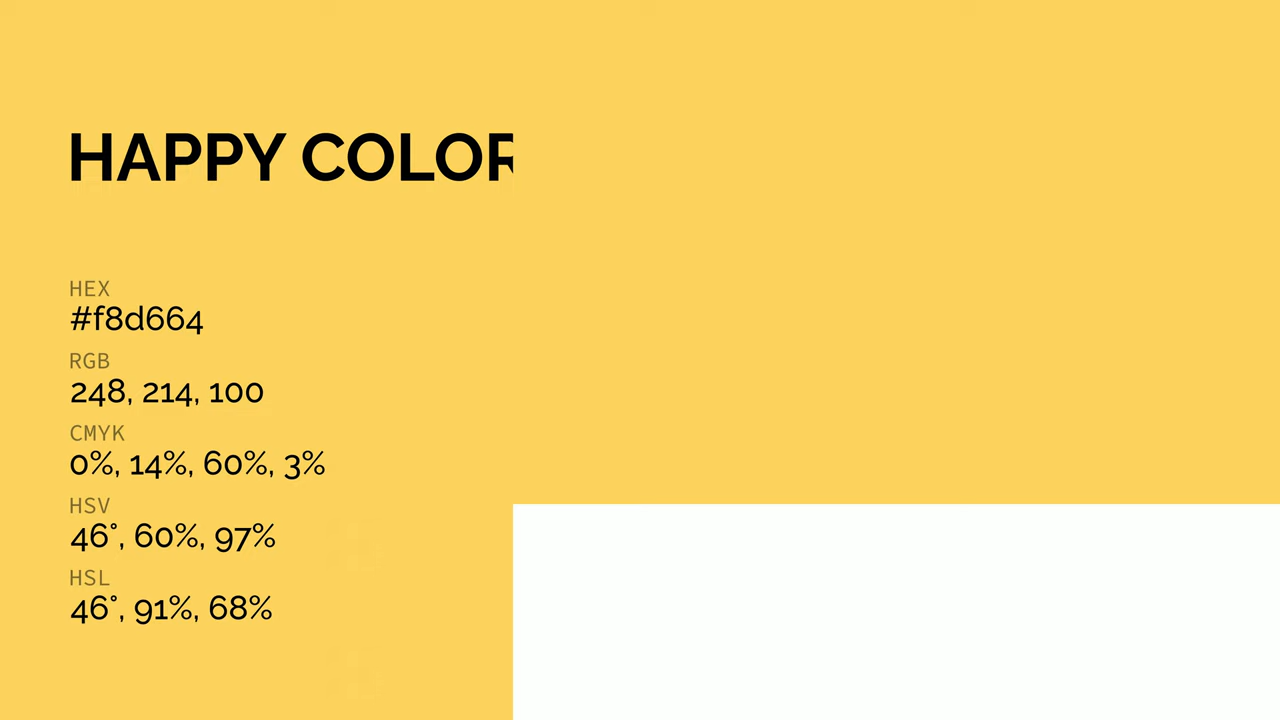 HAPPY COLOR
HEX
#f8d664
RGB
248, 214, 100
CMYK
0%, 14%, 60%, 3%
HSV
46°, 60%, 97%
HSL
46°, 91%, 68%